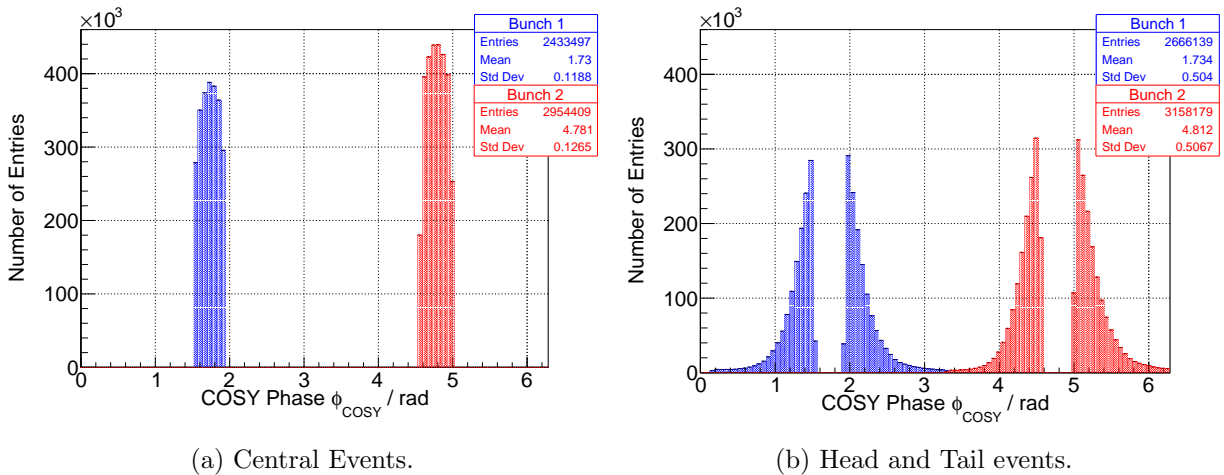 ×10³
Bunch 1
Entries 2433497
Mean 1.73
Std Dev 0.1188
Bunch 2
Entries 2954409
Mean 4.781
Std Dev 0.1265
Number of Entries
400
300
200
100
0
0 1 2 3 4 5 6
COSY Phase ϕ_COSY / rad
(a) Central Events.
×10³
Bunch 1
Entries 2666139
Mean 1.734
Std Dev 0.504
Bunch 2
Entries 3158179
Mean 4.812
Std Dev 0.5067
Number of Entries
400
300
200
100
0
0 1 2 3 4 5 6
COSY Phase ϕ_COSY / rad
(b) Head and Tail events.